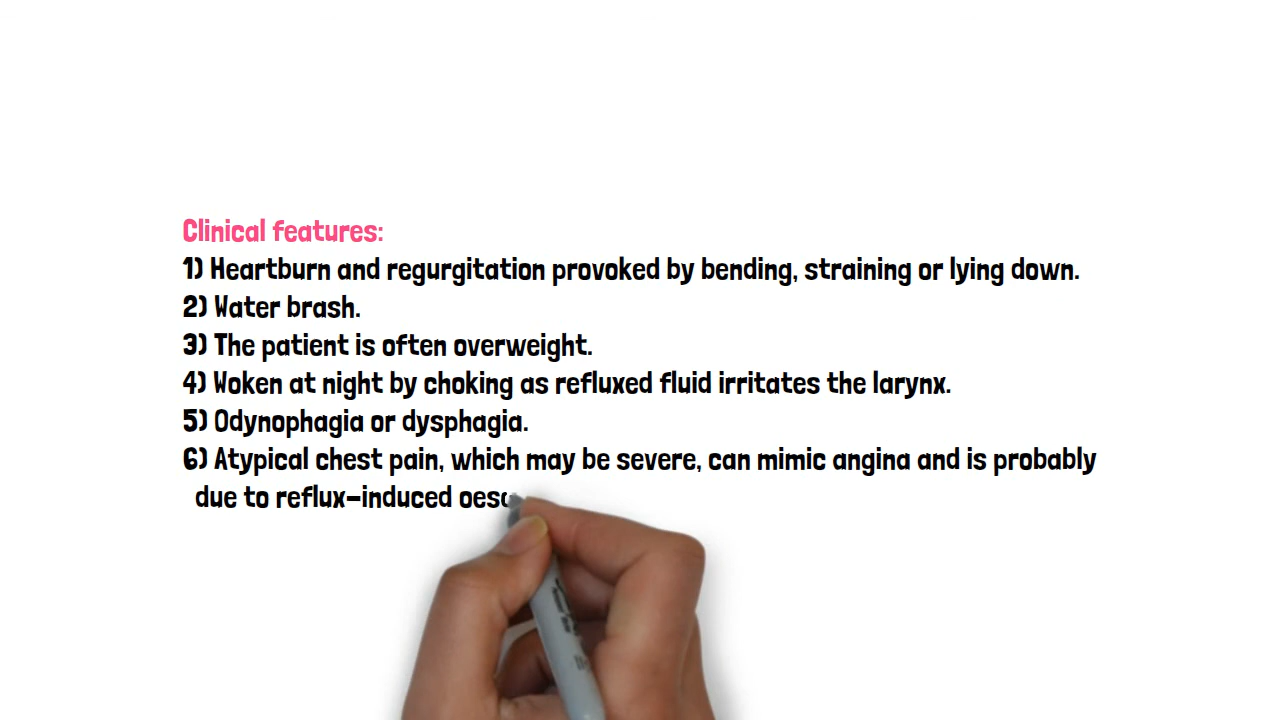 Clinical features:
1) Heartburn and regurgitation provoked by bending, straining or lying down.
2) Water brash.
3) The patient is often overweight.
4) Woken at night by choking as refluxed fluid irritates the larynx.
5) Odynophagia or dysphagia.
6) Atypical chest pain, which may be severe, can mimic angina and is probably
due to reflux-induced